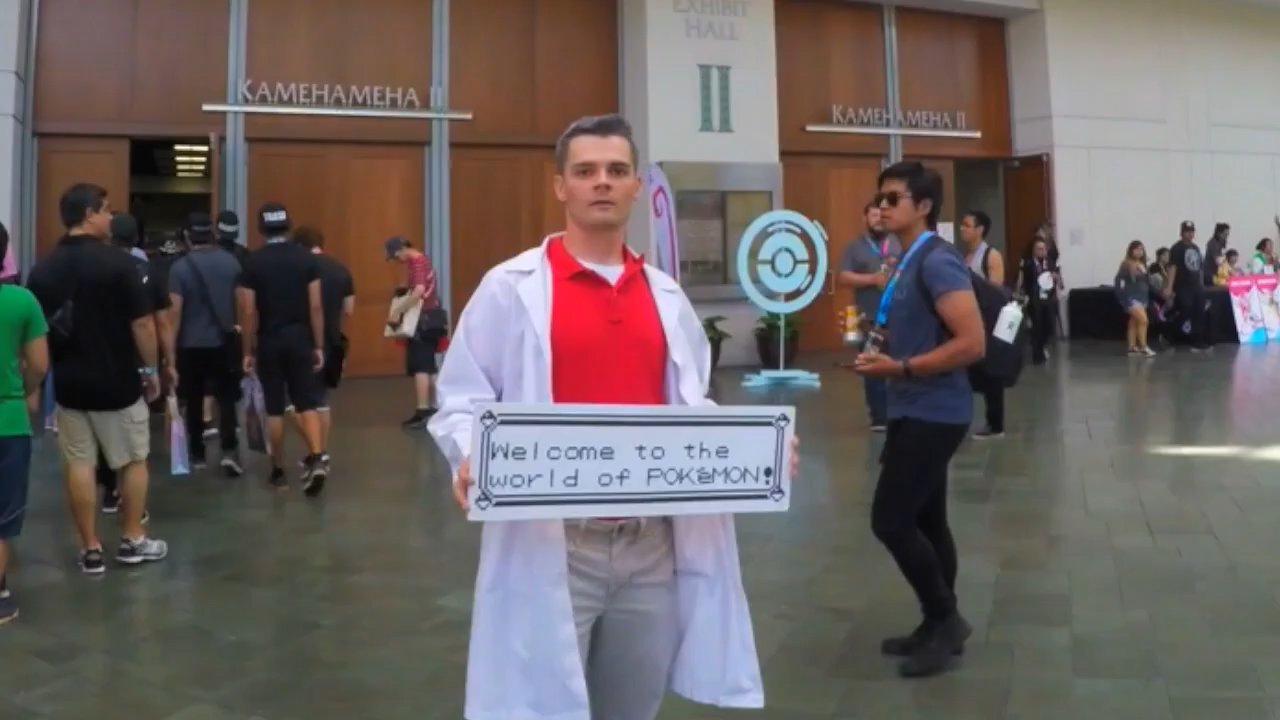 EXHIBIT
HALL
II
KAMEHAMEHA II
KAMEHAMEHA II
Welcome to the
world of POKéMON!